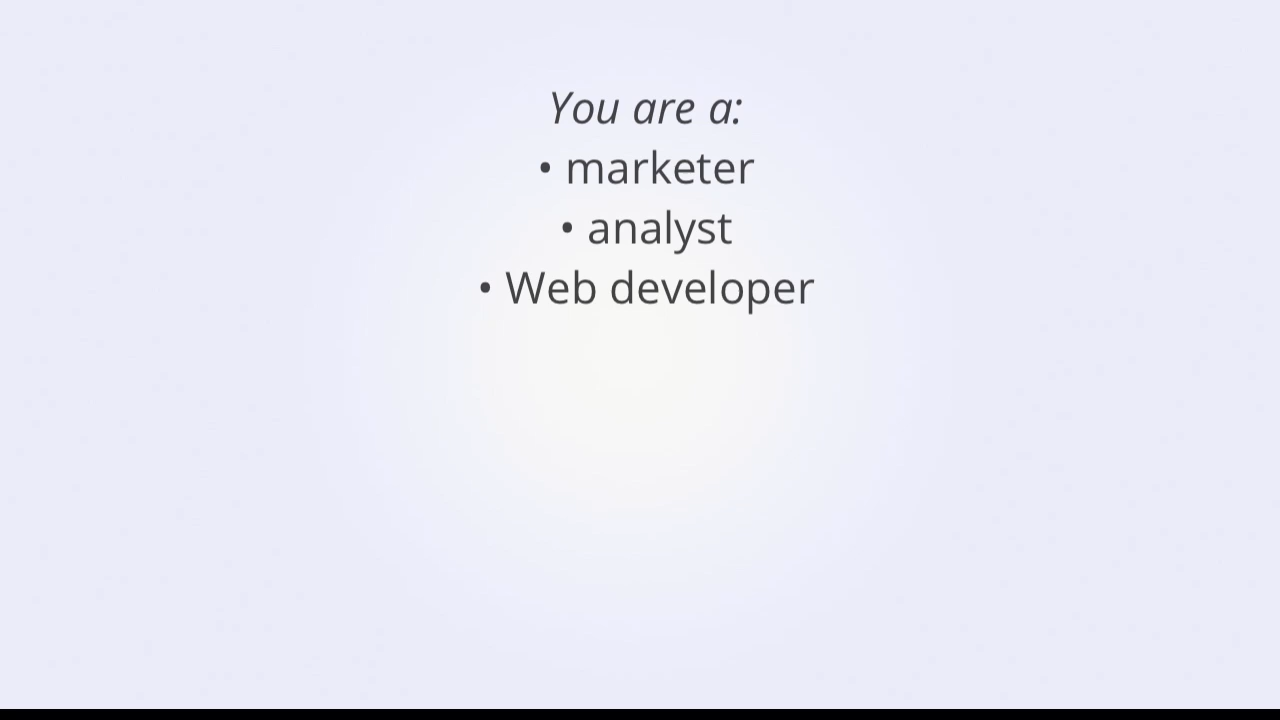 You are a:
• marketer
• analyst
• Web developer